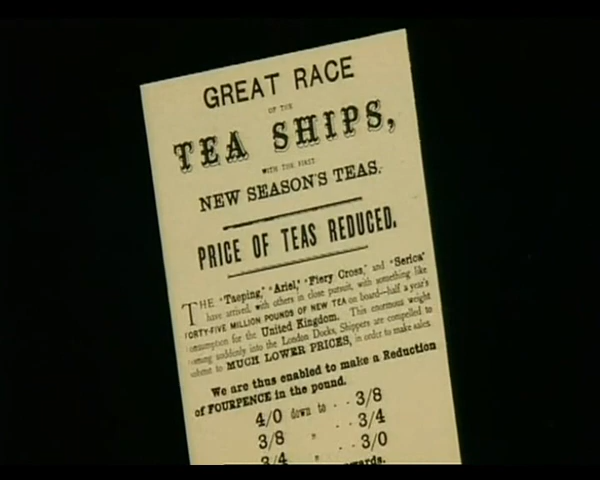 GREAT RACE
OF THE
TEA SHIPS,
WITH THE FIRST
NEW SEASON'S TEAS.
PRICE OF TEAS REDUCED.
THE "Taeping," "Ariel," "Fiery Cross," and "Serica"
have arrived, with others in close pursuit, with something like
FORTY-FIVE MILLION POUNDS OF NEW TEA on board—half a year's
consumption for the United Kingdom. This enormous weight
coming suddenly into the London Docks, Shippers are compelled to
submit to MUCH LOWER PRICES, in order to make sales.
We are thus enabled to make a Reduction
of FOURPENCE in the pound.
4/0 down to . . 3/8
3/8 " . . 3/4
3/4 " . . 3/0